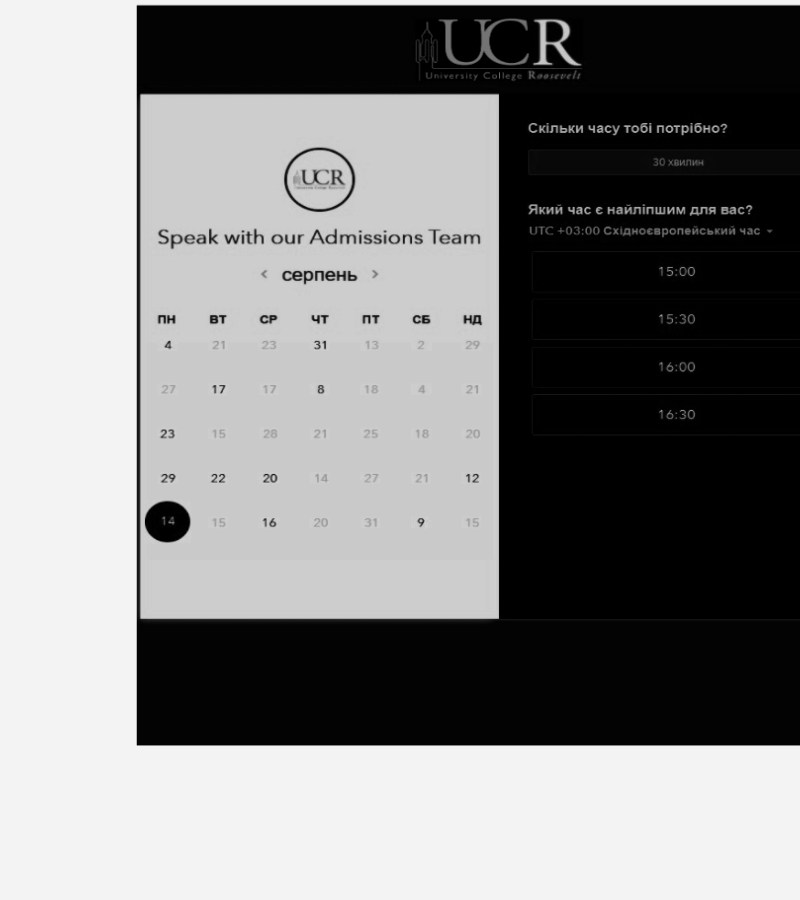 UCR
University College Roosevelt
UCR
Speak with our Admissions Team
< серпень >
ПН ВТ СР ЧТ ПТ СБ НД
4 21 23 31 13 2 29
27 17 17 8 18 4 21
23 15 28 21 25 18 20
29 22 20 14 27 21 12
14 15 16 20 31 9 15
Скільки часу тобі потрібно?
30 хвилин
Який час є найліпшим для вас?
UTC +03:00 Східноєвропейський час
15:00
15:30
16:00
16:30